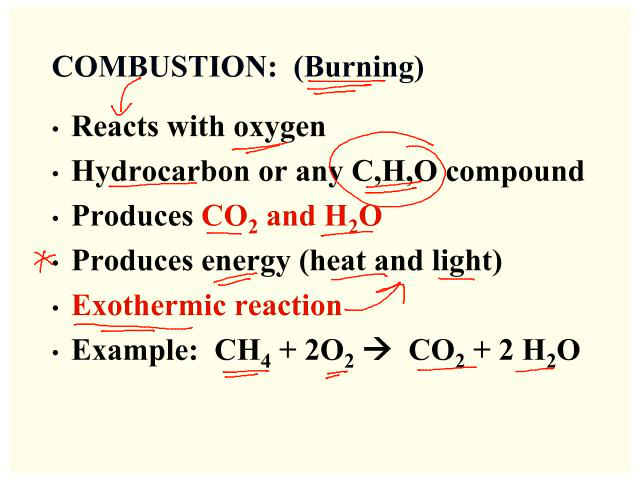 COMBUSTION: (Burning)
• Reacts with oxygen
• Hydrocarbon or any C,H,O compound
• Produces CO₂ and H₂O
* • Produces energy (heat and light)
• Exothermic reaction
• Example: CH₄ + 2O₂ → CO₂ + 2 H₂O